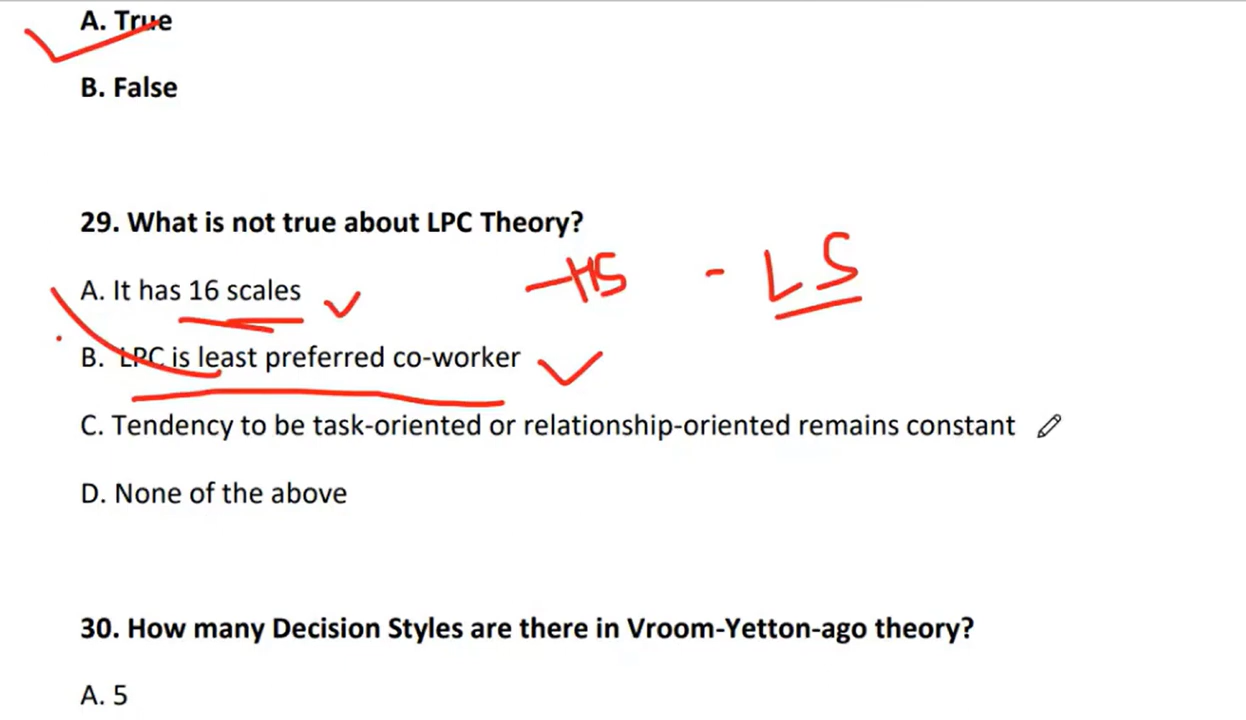 A. True
B. False
29. What is not true about LPC Theory?
A. It has 16 scales
-HS - LS
B. LPC is least preferred co-worker
C. Tendency to be task-oriented or relationship-oriented remains constant
D. None of the above
30. How many Decision Styles are there in Vroom-Yetton-ago theory?
A. 5